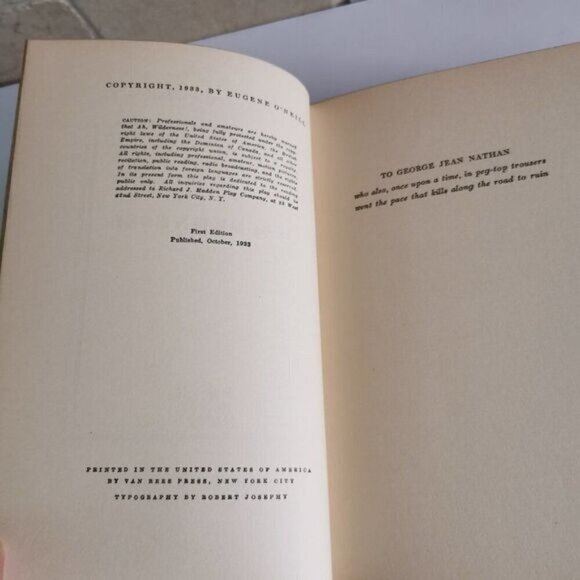 COPYRIGHT, 1933, BY EUGENE O'NEILL
CAUTION: Professionals and amateurs are hereby warned
that Ah, Wilderness!, being fully protected under the copy-
right laws of the United States of America, the British
Empire, including the Dominion of Canada, and the other
countries of the copyright union, is subject to a royalty.
All rights, including professional, amateur, motion pictures,
recitation, public reading, radio broadcasting, and the rights
of translation into foreign languages are strictly reserved.
In its present form this play is dedicated to the reading
public only. All inquiries regarding this play should be
addressed to Richard J. Madden Play Company, at 33 West
42nd Street, New York City, N. Y.
First Edition
Published, October, 1933
PRINTED IN THE UNITED STATES OF AMERICA
BY VAN REES PRESS, NEW YORK CITY
TYPOGRAPHY BY ROBERT JOSEPHY
TO GEORGE JEAN NATHAN
who also, once upon a time, in peg-top trousers
went the pace that kills along the road to ruin